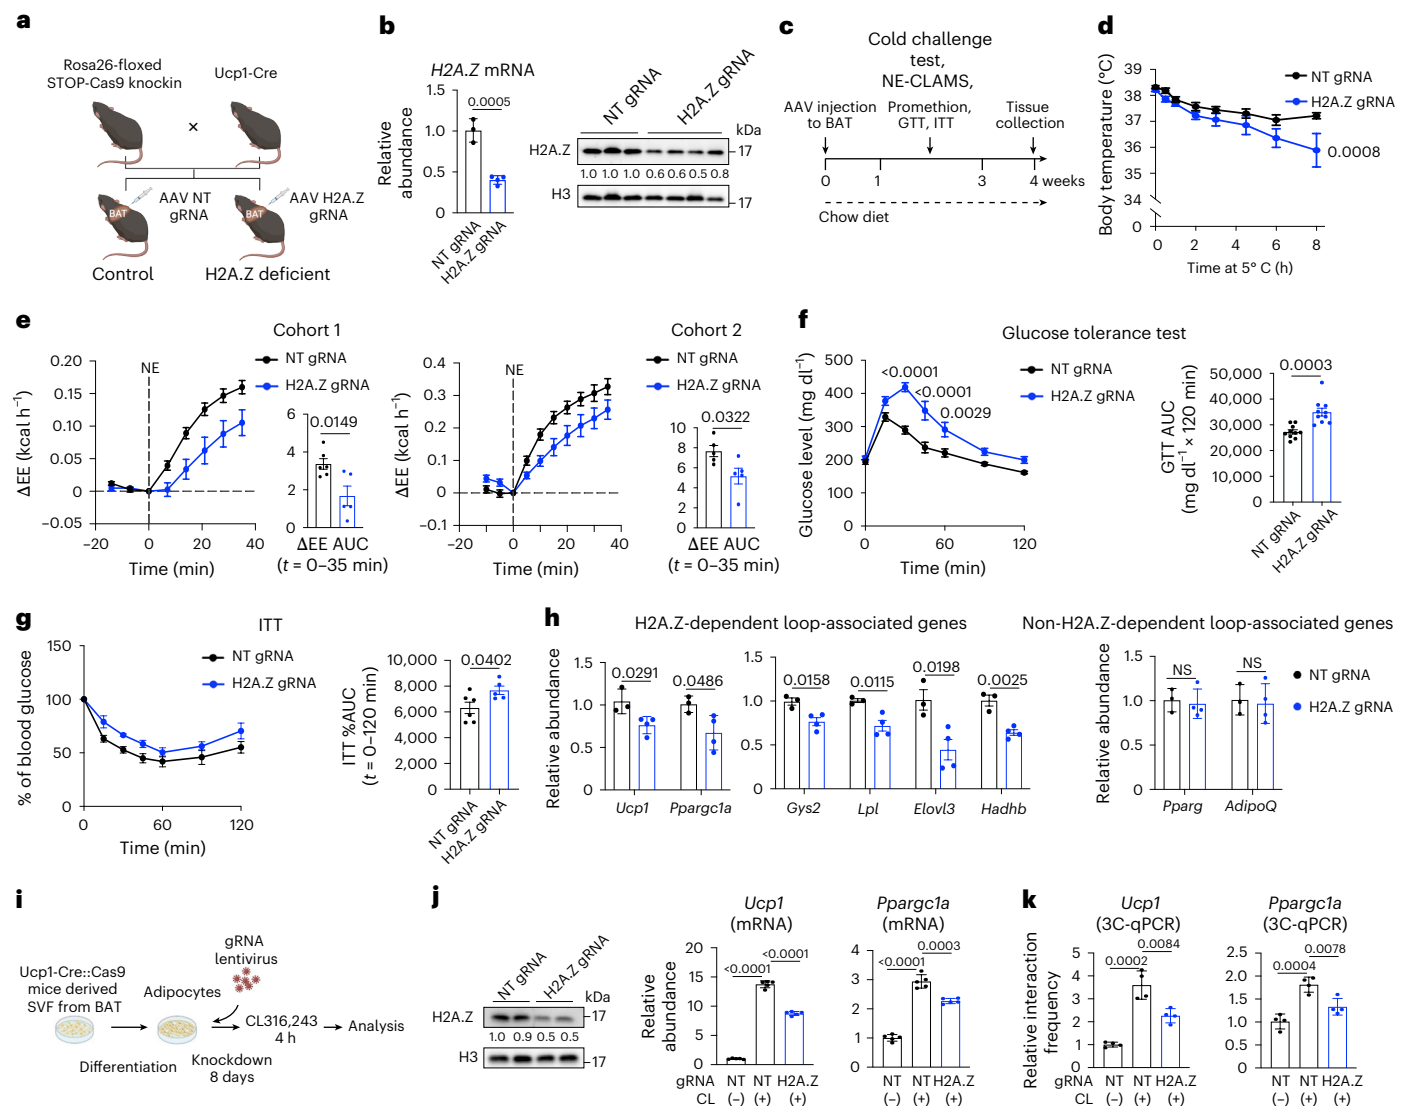 a
Rosa26-floxed
STOP-Cas9 knockin
Ucp1-Cre
×
BAT
AAV NT
gRNA
BAT
AAV H2A.Z
gRNA
Control
H2A.Z deficient
b
H2A.Z mRNA
Relative
abundance
1.5
1.0
0.5
0
0.0005
NT gRNA
H2A.Z gRNA
NT gRNA
H2A.Z gRNA
kDa
H2A.Z
17
1.0 1.0 1.0 0.6 0.6 0.5 0.8
H3
17
c
Cold challenge
test,
NE-CLAMS,
AAV injection
to BAT
Promethion,
GTT, ITT
Tissue
collection
0 1 3 4 weeks
Chow diet
d
Body temperature (°C)
39
38
37
36
35
34
0
NT gRNA
H2A.Z gRNA
0.0008
0 2 4 6 8
Time at 5° C (h)
e
Cohort 1
ΔEE (kcal h⁻¹)
0.20
0.15
0.10
0.05
0
−0.05
NE
NT gRNA
H2A.Z gRNA
−20 0 20 40
Time (min)
6
4
2
0
0.0149
ΔEE AUC
(t = 0–35 min)
Cohort 2
ΔEE (kcal h⁻¹)
0.4
0.3
0.2
0.1
0
−0.1
NE
NT gRNA
H2A.Z gRNA
−20 0 20 40
Time (min)
10
8
6
4
2
0
0.0322
ΔEE AUC
(t = 0–35 min)
f
Glucose tolerance test
Glucose level (mg dl⁻¹)
500
400
300
200
100
0
<0.0001
<0.0001
0.0029
NT gRNA
H2A.Z gRNA
0 60 120
Time (min)
GTT AUC
(mg dl⁻¹ × 120 min)
50,000
40,000
30,000
20,000
10,000
0
0.0003
NT gRNA
H2A.Z gRNA
g
ITT
% of blood glucose
150
100
50
0
NT gRNA
H2A.Z gRNA
0 60 120
Time (min)
ITT %AUC
(t = 0–120 min)
10,000
8,000
6,000
4,000
2,000
0
0.0402
NT gRNA
H2A.Z gRNA
h
H2A.Z-dependent loop-associated genes
Relative abundance
1.5
1.0
0.5
0
0.0291
0.0486
Ucp1 Ppargc1a
1.5
1.0
0.5
0
0.0158
0.0115
0.0198
0.0025
Gys2 Lpl Elovl3 Hadhb
Non-H2A.Z-dependent loop-associated genes
Relative abundance
1.5
1.0
0.5
0
NS
NS
Pparg AdipoQ
NT gRNA
H2A.Z gRNA
i
Ucp1-Cre::Cas9
mice derived
SVF from BAT
gRNA
lentivirus
Adipocytes
CL316,243
4 h
Analysis
Differentiation
Knockdown
8 days
j
NT gRNA
H2A.Z gRNA
kDa
H2A.Z
17
1.0 0.9 0.5 0.5
H3
17
Ucp1
(mRNA)
Relative
abundance
20
15
10
5
0
<0.0001
<0.0001
gRNA NT NT H2A.Z
CL (−) (+) (+)
Ppargc1a
(mRNA)
4
3
2
1
0
<0.0001
0.0003
NT NT H2A.Z
(−) (+) (+)
k
Ucp1
(3C-qPCR)
Relative interaction
frequency
5
4
3
2
1
0
0.0002
0.0084
gRNA NT NT H2A.Z
CL (−) (+) (+)
Ppargc1a
(3C-qPCR)
2.5
2.0
1.5
1.0
0.5
0
0.0004
0.0078
NT NT H2A.Z
(−) (+) (+)